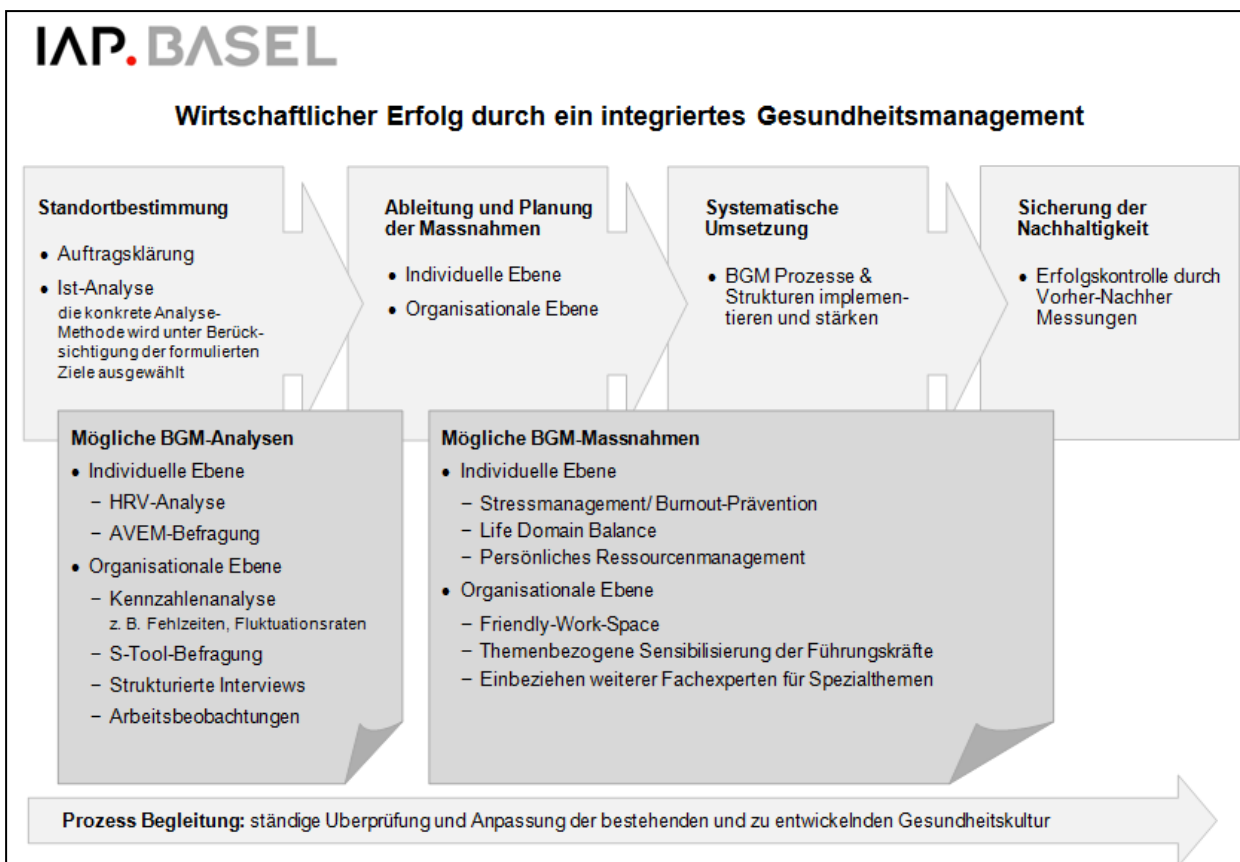 IAP.BASEL
Wirtschaftlicher Erfolg durch ein integriertes Gesundheitsmanagement
Standortbestimmung
• Auftragsklärung
• Ist-Analyse
die konkrete Analyse-
Methode wird unter Berück-
sichtigung der formulierten
Ziele ausgewählt
Ableitung und Planung
der Massnahmen
• Individuelle Ebene
• Organisationale Ebene
Systematische
Umsetzung
• BGM Prozesse &
Strukturen implemen-
tieren und stärken
Sicherung der
Nachhaltigkeit
• Erfolgskontrolle durch
Vorher-Nachher
Messungen
Mögliche BGM-Analysen
• Individuelle Ebene
– HRV-Analyse
– AVEM-Befragung
• Organisationale Ebene
– Kennzahlenanalyse
z. B. Fehlzeiten, Fluktuationsraten
– S-Tool-Befragung
– Strukturierte Interviews
– Arbeitsbeobachtungen
Mögliche BGM-Massnahmen
• Individuelle Ebene
– Stressmanagement/ Burnout-Prävention
– Life Domain Balance
– Persönliches Ressourcenmanagement
• Organisationale Ebene
– Friendly-Work-Space
– Themenbezogene Sensibilisierung der Führungskräfte
– Einbeziehen weiterer Fachexperten für Spezialthemen
Prozess Begleitung: ständige Überprüfung und Anpassung der bestehenden und zu entwickelnden Gesundheitskultur